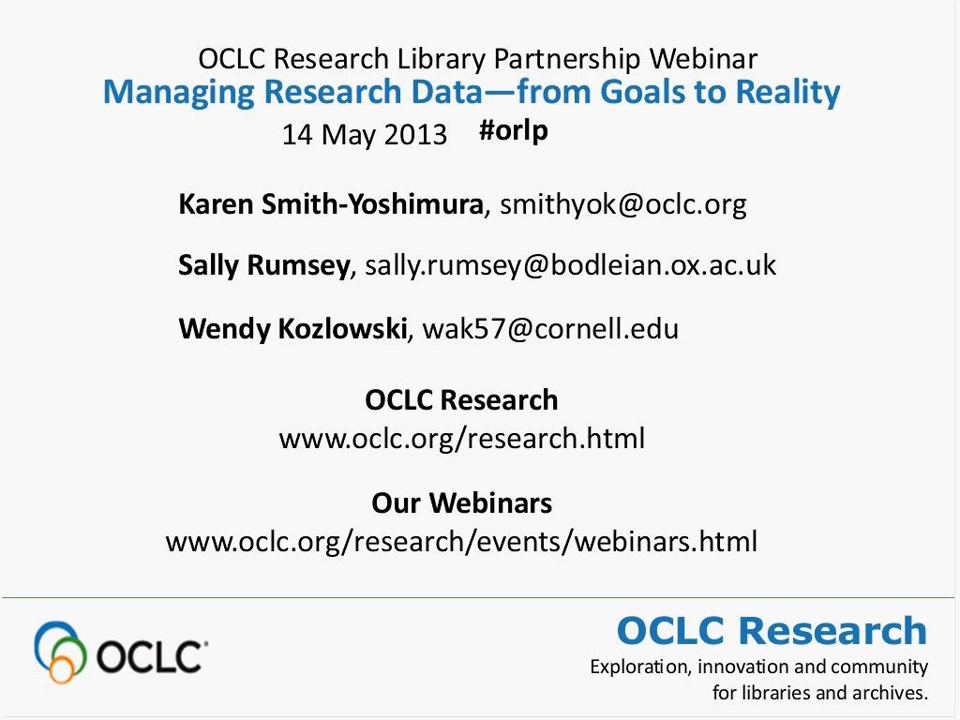 OCLC Research Library Partnership Webinar
Managing Research Data—from Goals to Reality
14 May 2013 #orlp
Karen Smith-Yoshimura, smithyok@oclc.org
Sally Rumsey, sally.rumsey@bodleian.ox.ac.uk
Wendy Kozlowski, wak57@cornell.edu
OCLC Research
www.oclc.org/research.html
Our Webinars
www.oclc.org/research/events/webinars.html
OCLC
OCLC Research
Exploration, innovation and community
for libraries and archives.